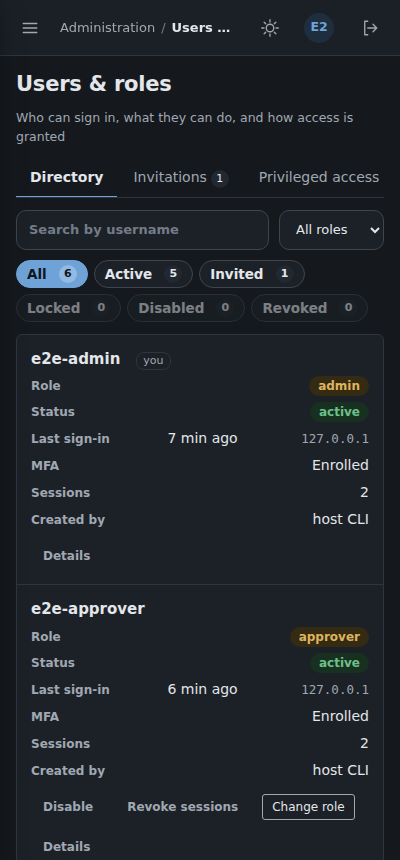 Administration / Users ... E2
Users & roles
Who can sign in, what they can do, and how access is
granted
Directory Invitations 1 Privileged access
Search by username All roles
All 6 Active 5 Invited 1
Locked 0 Disabled 0 Revoked 0
e2e-admin you
Role admin
Status active
Last sign-in 7 min ago 127.0.0.1
MFA Enrolled
Sessions 2
Created by host CLI
Details
e2e-approver
Role approver
Status active
Last sign-in 6 min ago 127.0.0.1
MFA Enrolled
Sessions 2
Created by host CLI
Disable Revoke sessions Change role
Details